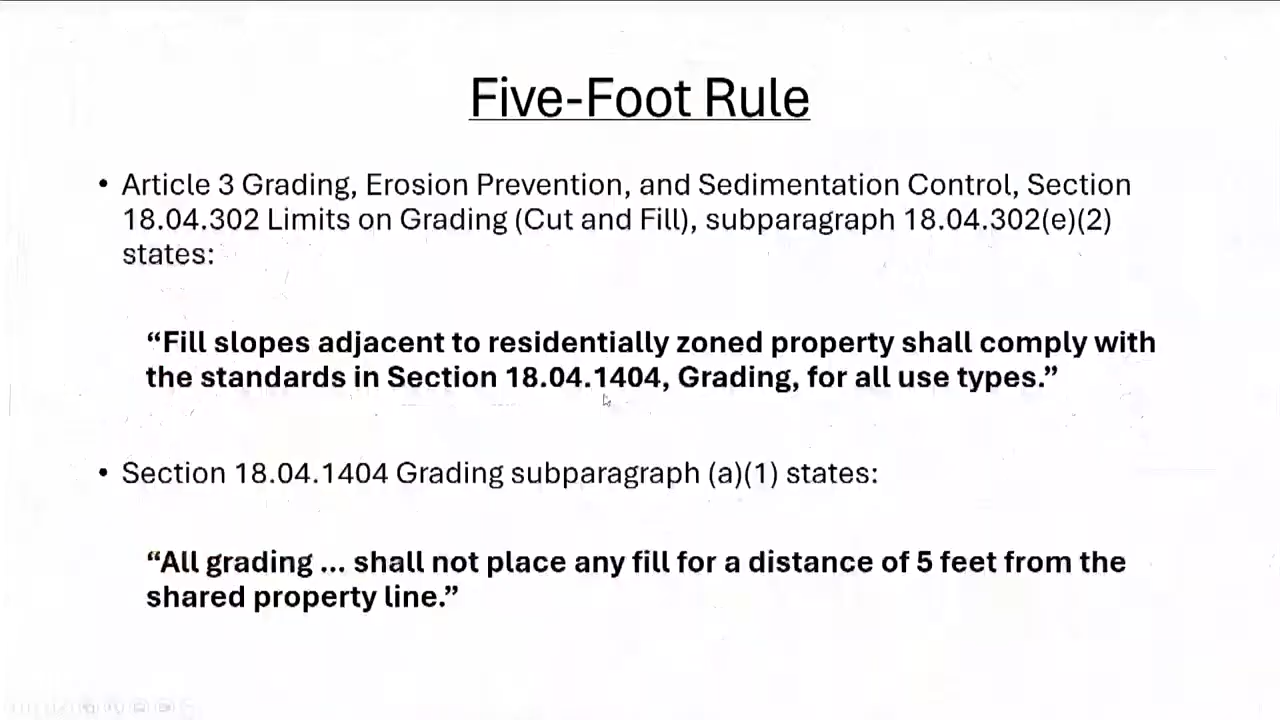 Five-Foot Rule
• Article 3 Grading, Erosion Prevention, and Sedimentation Control, Section
18.04.302 Limits on Grading (Cut and Fill), subparagraph 18.04.302(e)(2)
states:
“Fill slopes adjacent to residentially zoned property shall comply with
the standards in Section 18.04.1404, Grading, for all use types.”
• Section 18.04.1404 Grading subparagraph (a)(1) states:
“All grading … shall not place any fill for a distance of 5 feet from the
shared property line.”